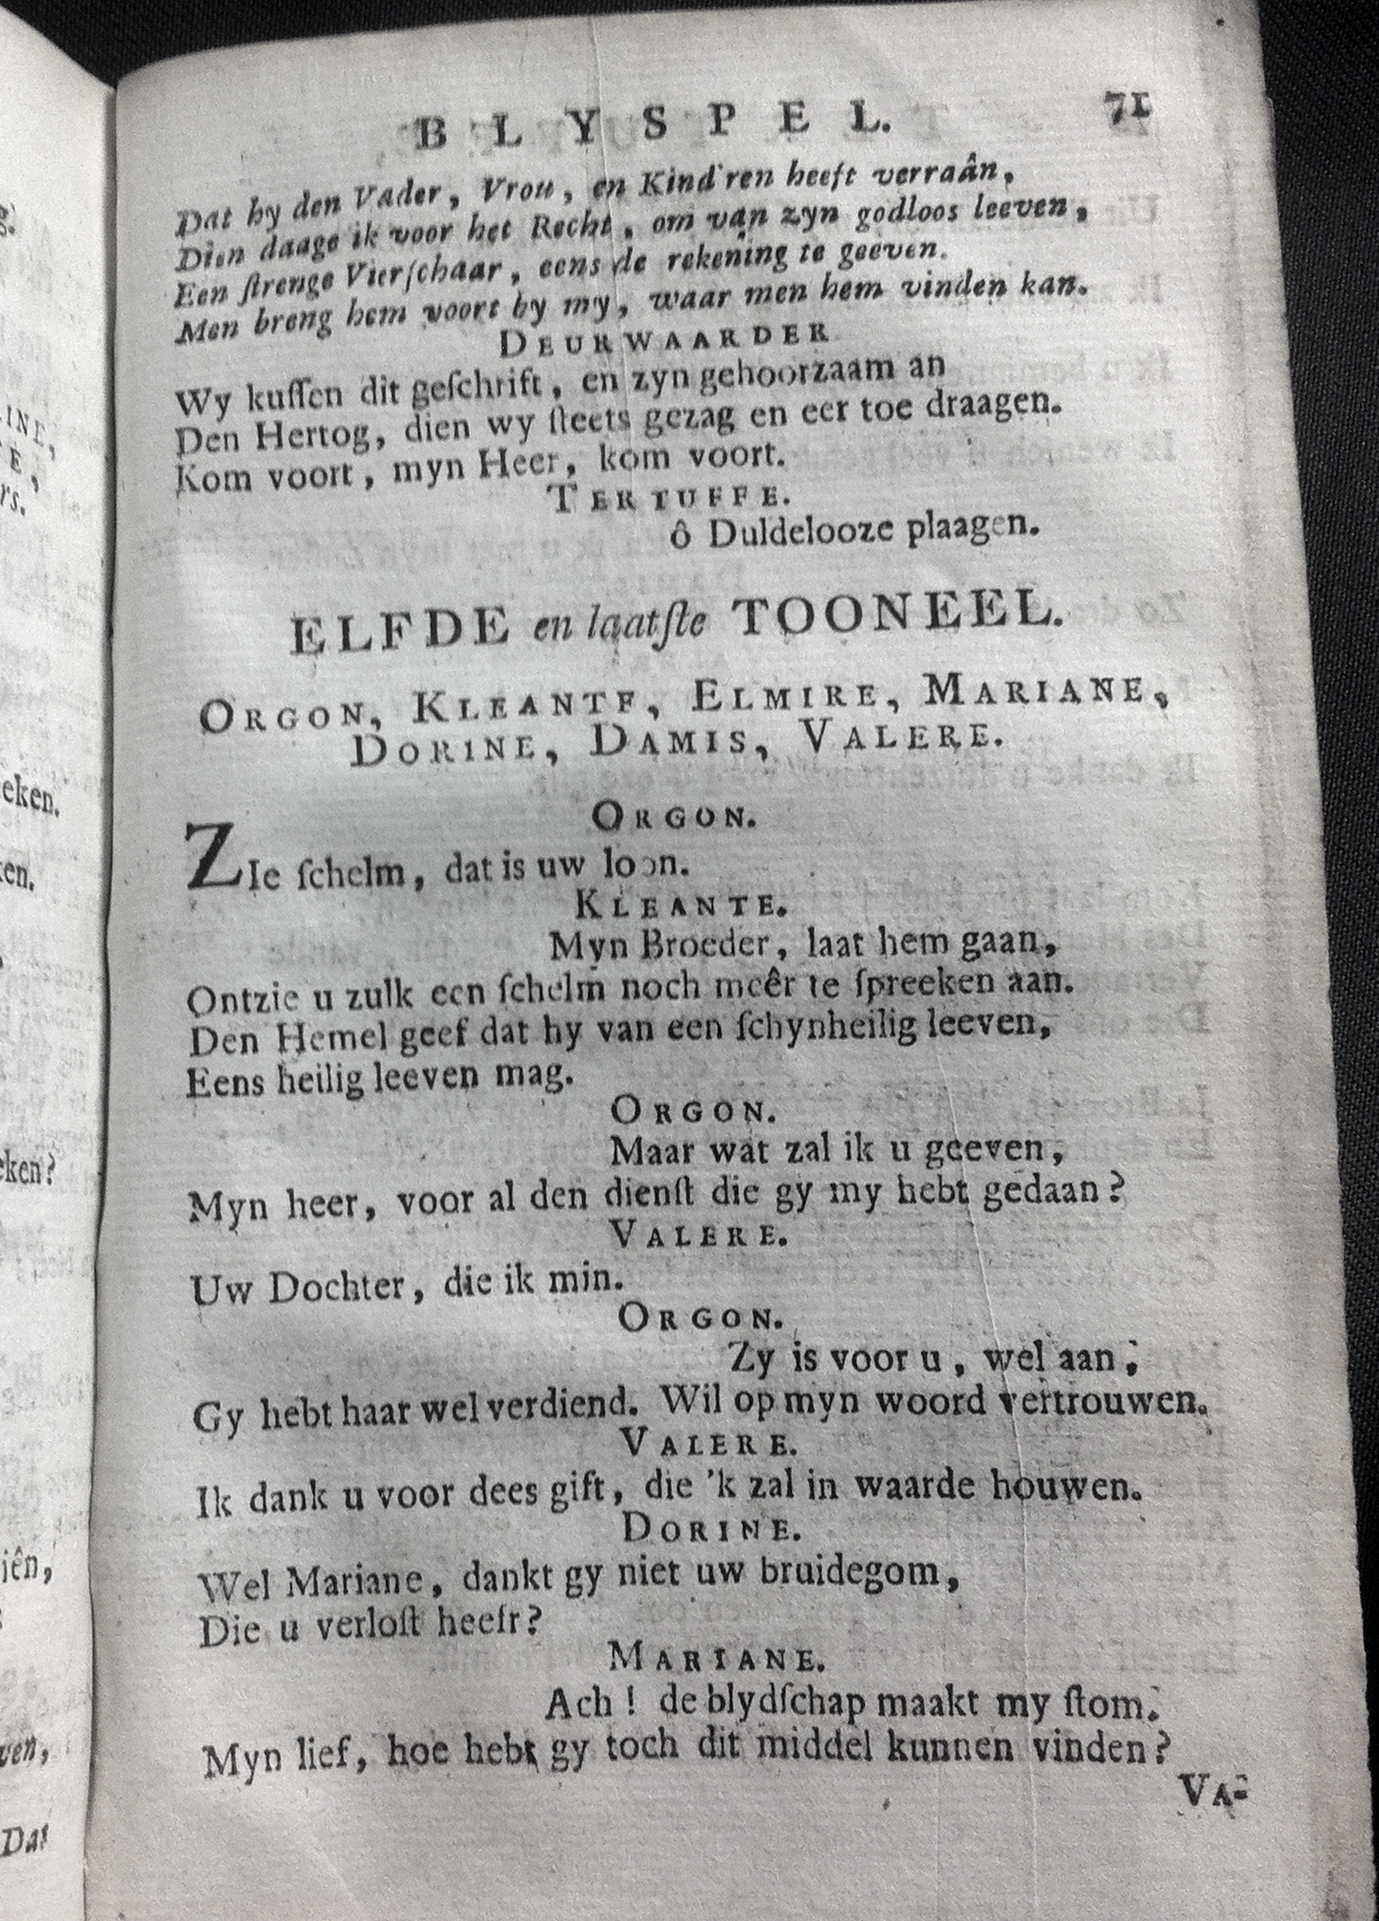 BLYSPEL. 71
Dat hy den Vader, Vrou, en Kind'ren heeft verraân,
Dien daage ik voor het Recht, om van zyn godloos leeven,
Een ſtrenge Vierſchaar, eens de rekening te geeven.
Men breng hem voort by my, waar men hem vinden kan.
DEURWAARDER
Wy kuſſen dit geſchrift, en zyn gehoorzaam an
Den Hertog, dien wy ſteets gezag en eer toe draagen.
Kom voort, myn Heer, kom voort.
TERTUFFE.
ô Duldelooze plaagen.
ELFDE en laatſte TOONEEL.
ORGON, KLEANTE, ELMIRE, MARIANE,
DORINE, DAMIS, VALERE.
ORGON.
ZIe ſchelm, dat is uw loon.
KLEANTE.
Myn Broeder, laat hem gaan,
Ontzie u zulk een ſchelm noch meêr te ſpreeken aan.
Den Hemel geef dat hy van een ſchynheilig leeven,
Eens heilig leeven mag.
ORGON.
Maar wat zal ik u geeven,
Myn heer, voor al den dienſt die gy my hebt gedaan?
VALERE.
Uw Dochter, die ik min.
ORGON.
Zy is voor u, wel aan;
Gy hebt haar wel verdiend. Wil op myn woord vertrouwen.
VALERE.
Ik dank u voor dees gift, die 'k zal in waarde houwen.
DORINE.
Wel Mariane, dankt gy niet uw bruidegom,
Die u verloſt heeft?
MARIANE.
Ach! de blydſchap maakt my ſtom.
Myn lief, hoe hebt gy toch dit middel kunnen vinden?
VA-